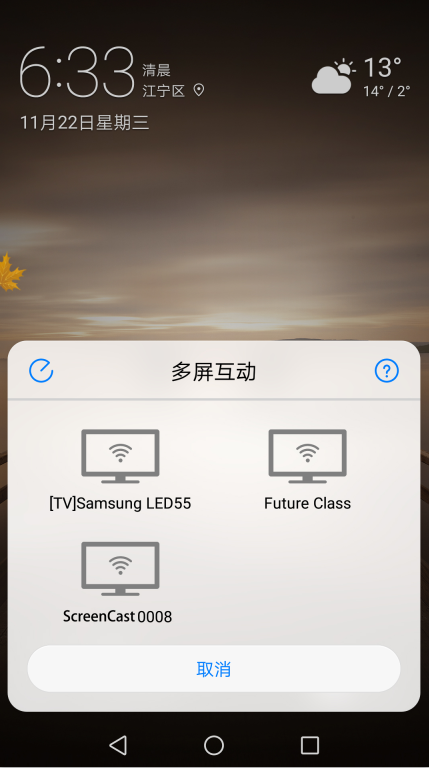 6:33 清晨
江宁区
11月22日星期三
13°
14° / 2°
多屏互动
[TV]Samsung LED55
Future Class
ScreenCast 0008
取消